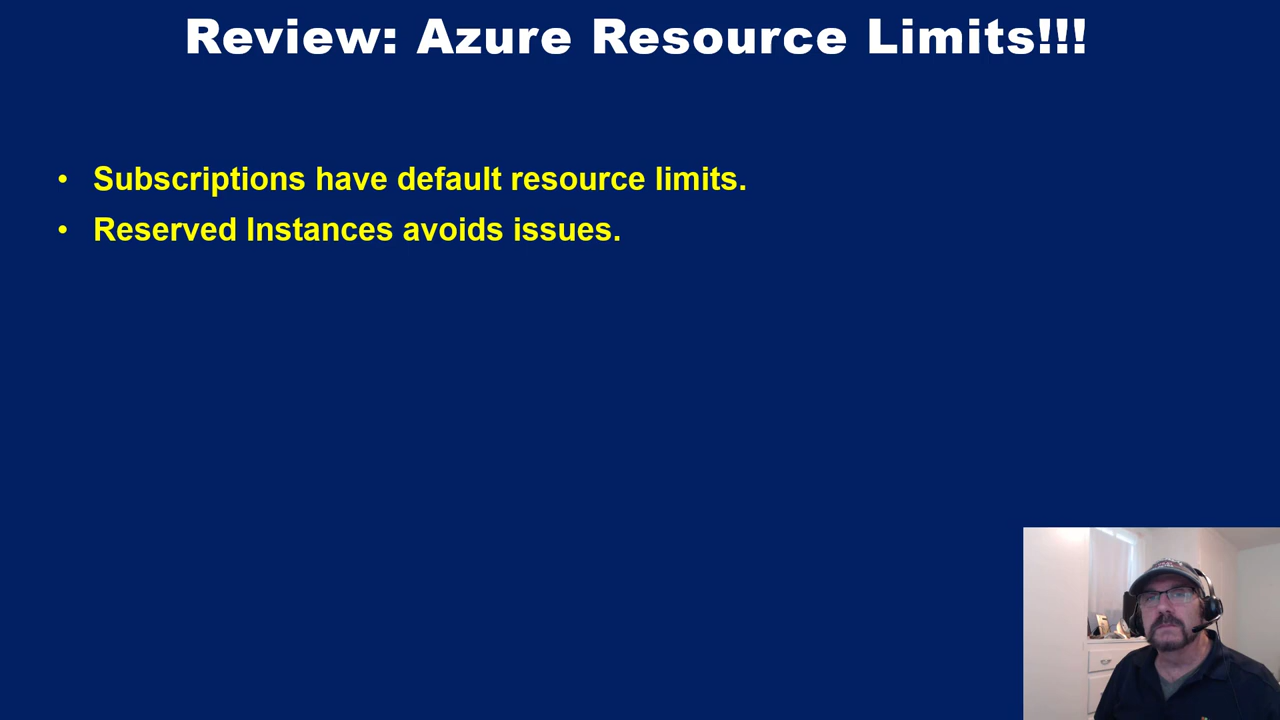 Review: Azure Resource Limits!!!
• Subscriptions have default resource limits.
• Reserved Instances avoids issues.